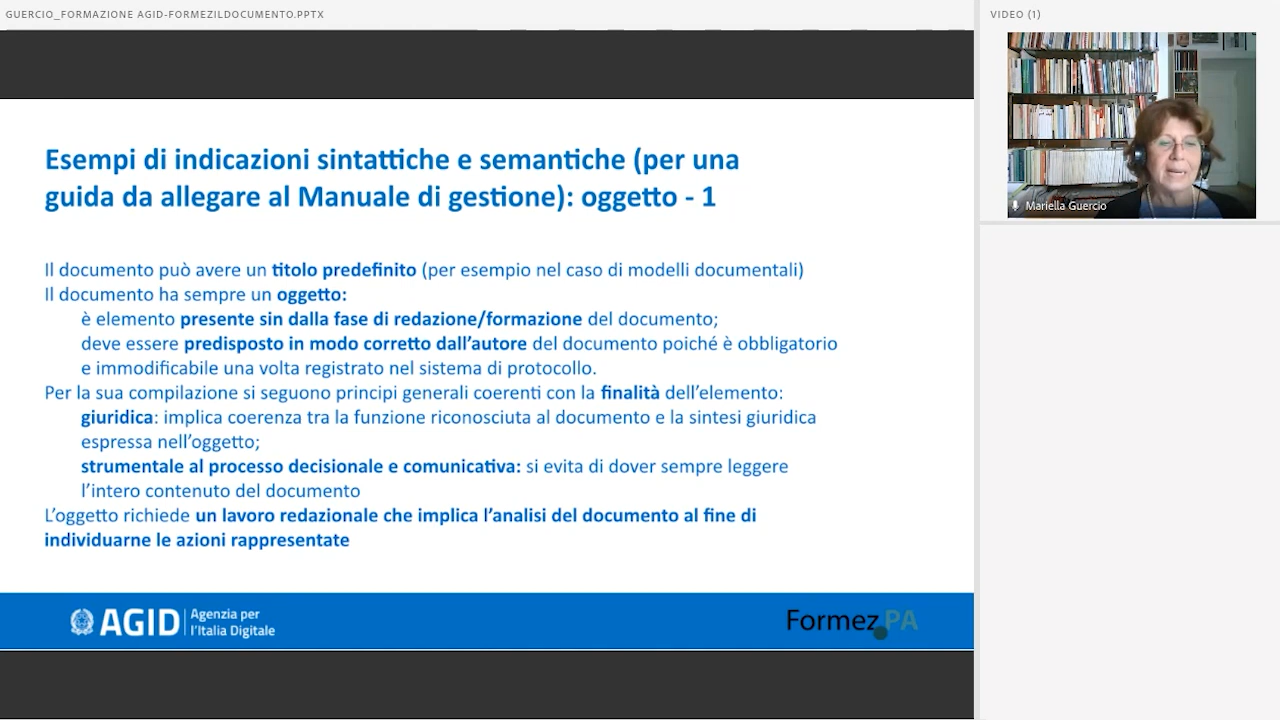 GUERCIO_FORMAZIONE AGID-FORMEZILDOCUMENTO.PPTX
VIDEO (1)
Mariella Guercio
Esempi di indicazioni sintattiche e semantiche (per una
guida da allegare al Manuale di gestione): oggetto - 1
Il documento può avere un titolo predefinito (per esempio nel caso di modelli documentali)
Il documento ha sempre un oggetto:
è elemento presente sin dalla fase di redazione/formazione del documento;
deve essere predisposto in modo corretto dall’autore del documento poiché è obbligatorio
e immodificabile una volta registrato nel sistema di protocollo.
Per la sua compilazione si seguono principi generali coerenti con la finalità dell’elemento:
giuridica: implica coerenza tra la funzione riconosciuta al documento e la sintesi giuridica
espressa nell’oggetto;
strumentale al processo decisionale e comunicativa: si evita di dover sempre leggere
l’intero contenuto del documento
L’oggetto richiede un lavoro redazionale che implica l’analisi del documento al fine di
individuarne le azioni rappresentate
AGID
Agenzia per
l’Italia Digitale
Formez PA